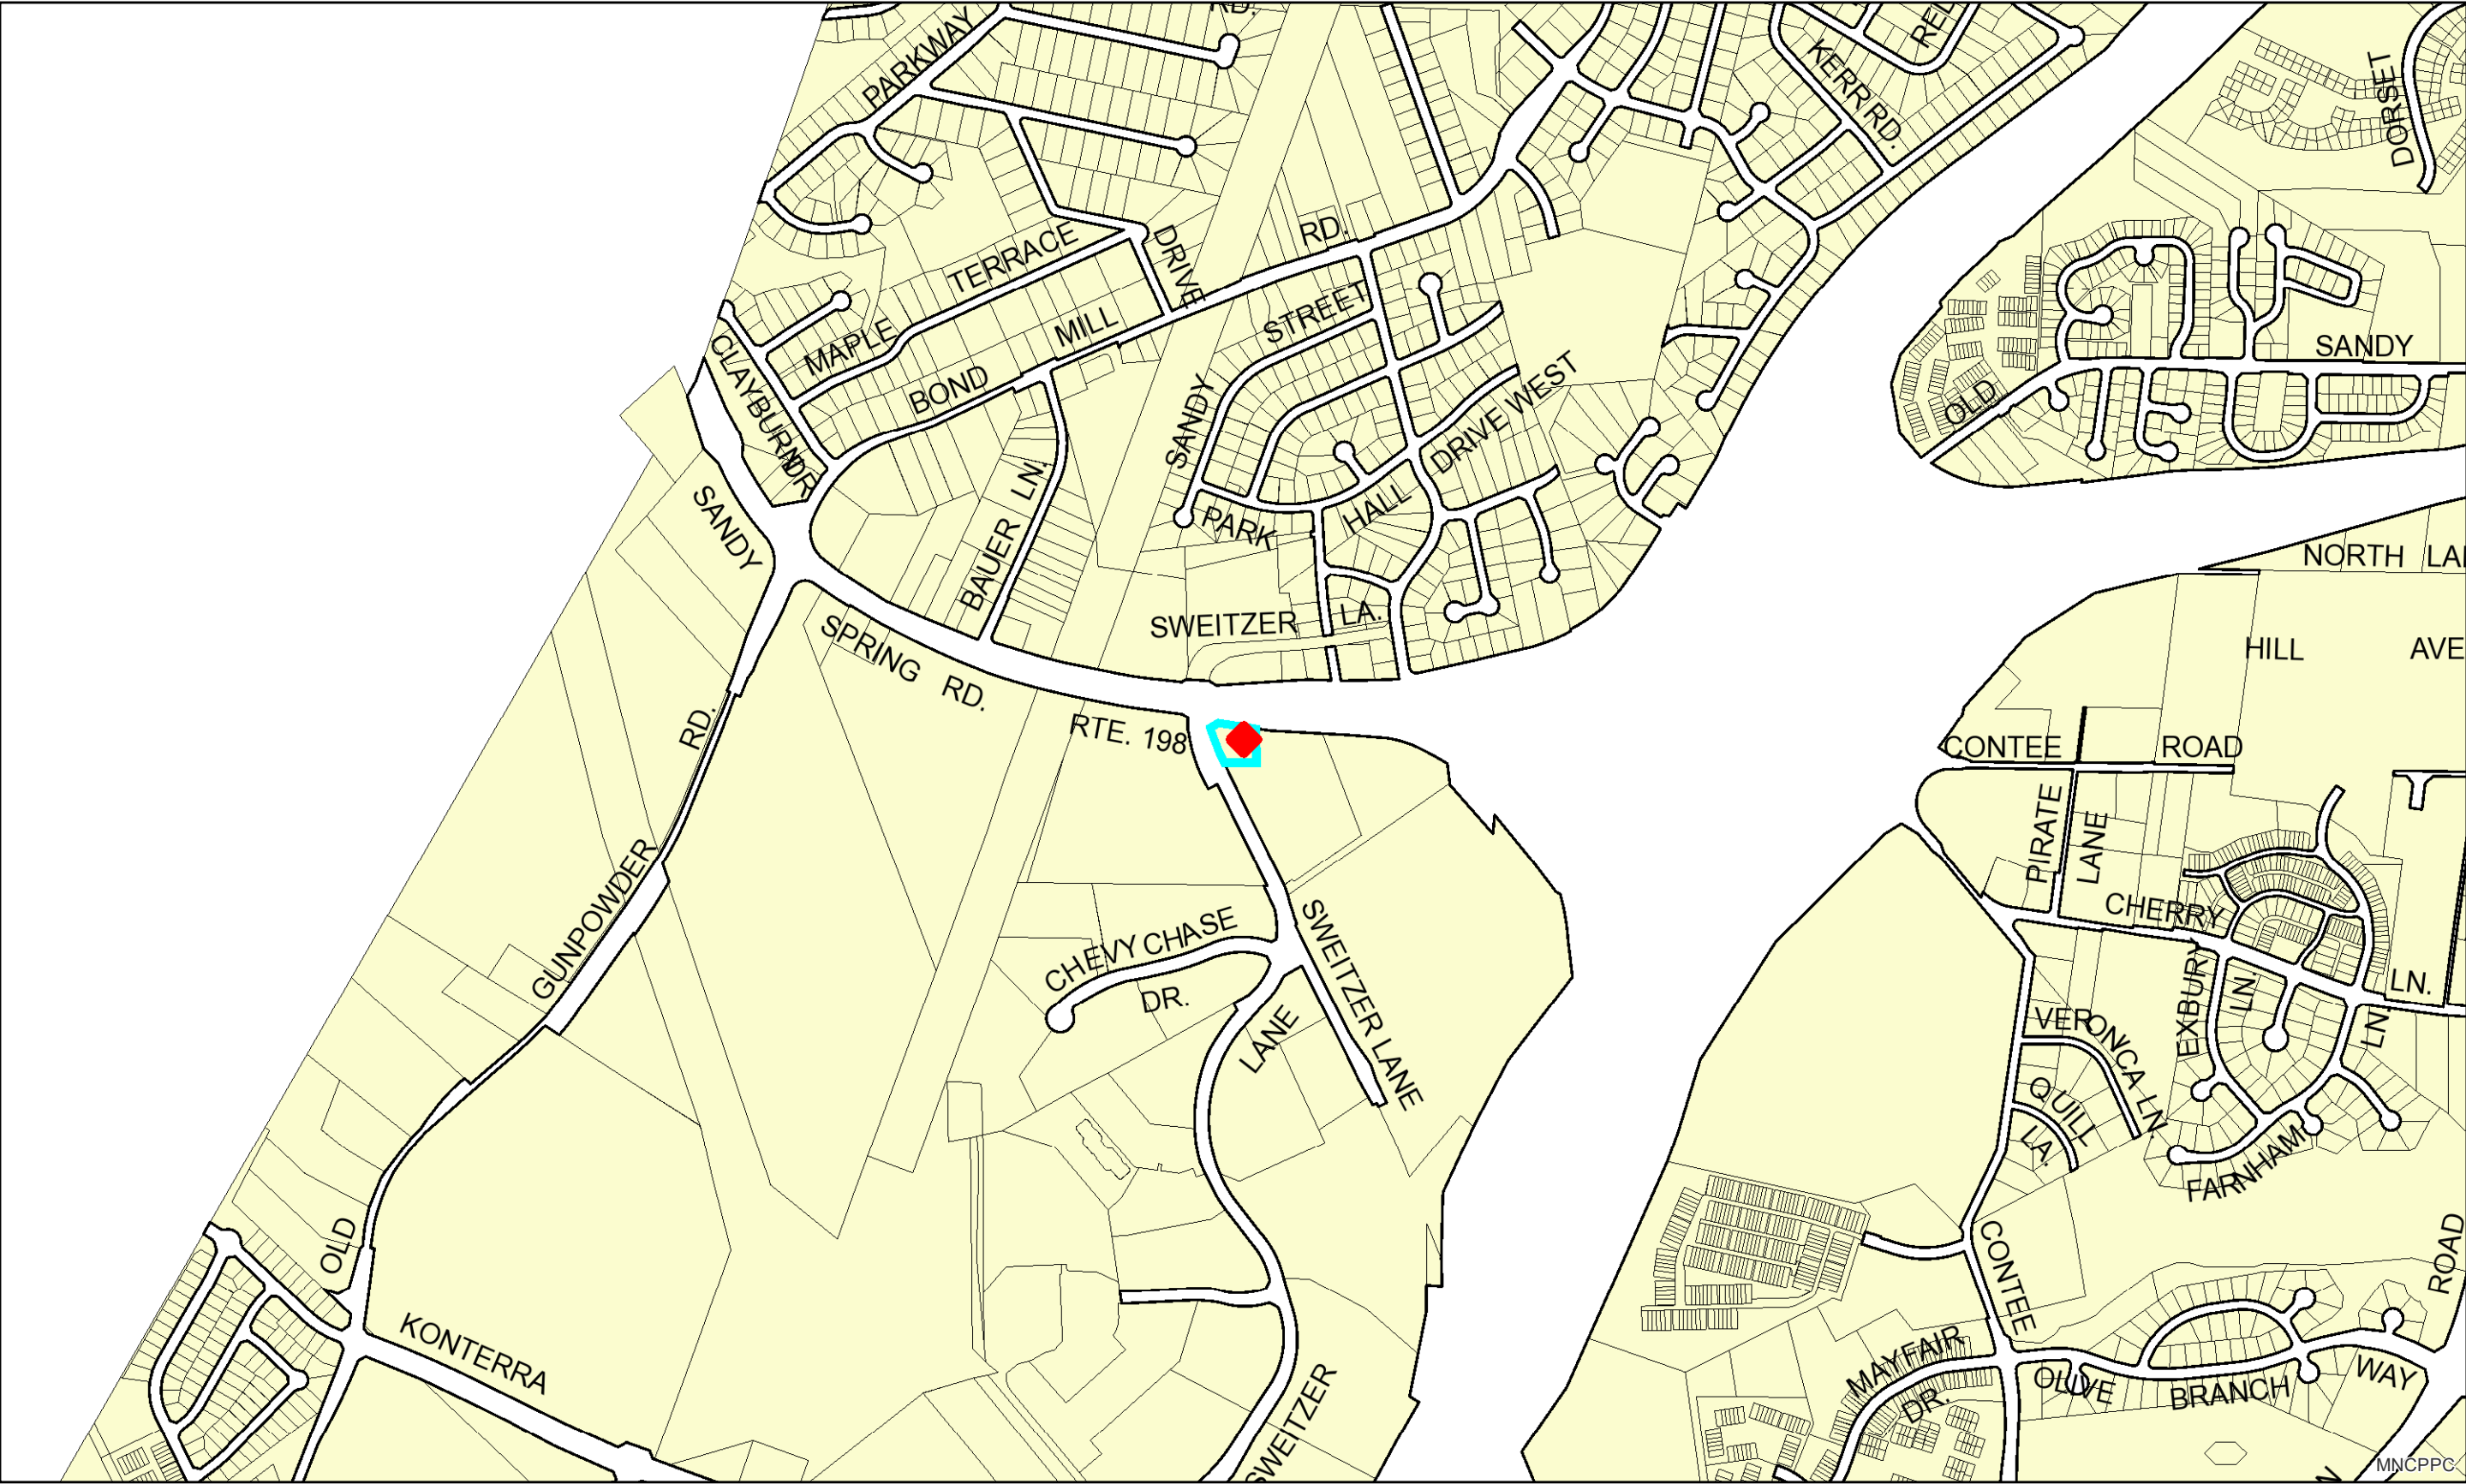 RD.
PARKWAY
KERR RD.
DORSET
TERRACE
DRIVE
RD.
MAPLE
MILL
STREET
SANDY
CLAYBURN DR.
BOND
SANDY
DRIVE WEST
OLD
SANDY
BAUER LN.
PARK
HALL
NORTH
SWEITZER LA.
HILL AVE
SPRING RD.
RD.
RTE. 198
CONTEE ROAD
PIRATE
LANE
GUNPOWDER
CHERRY
LN.
CHEVY CHASE
DR.
SWEITZER LANE
LANE
EXBURY
LN.
LN.
VERONCA LN.
QUILL
LA.
FARNHAM
OLD
CONTEE
ROAD
KONTERRA
MAYFAIR
DR.
OLIVE BRANCH WAY
SWEITZER
MNCPPC